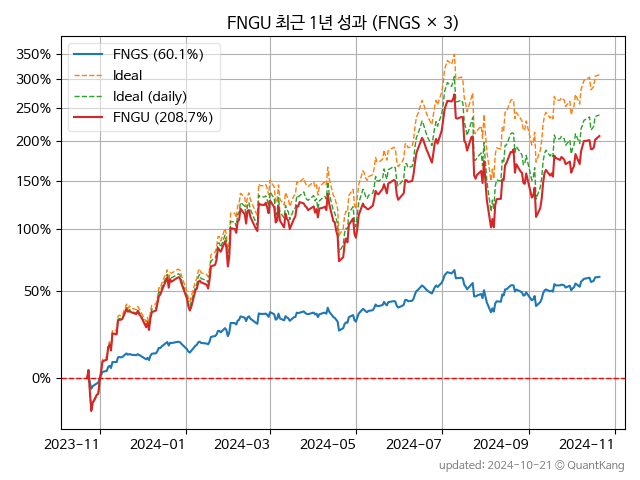 FNGU 최근 1년 성과 (FNGS × 3)
350%
300%
250%
200%
150%
100%
50%
0%
FNGS (60.1%)
Ideal
Ideal (daily)
FNGU (208.7%)
2023-11
2024-01
2024-03
2024-05
2024-07
2024-09
2024-11
updated: 2024-10-21 © QuantKang